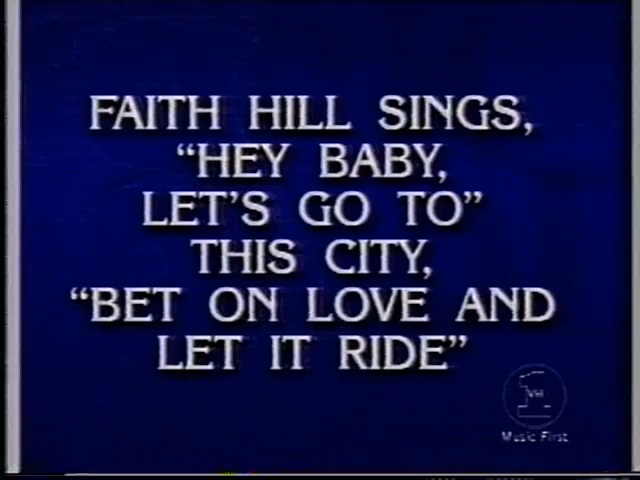 FAITH HILL SINGS,
“HEY BABY,
LET'S GO TO”
THIS CITY,
“BET ON LOVE AND
LET IT RIDE”
VH1
Music First